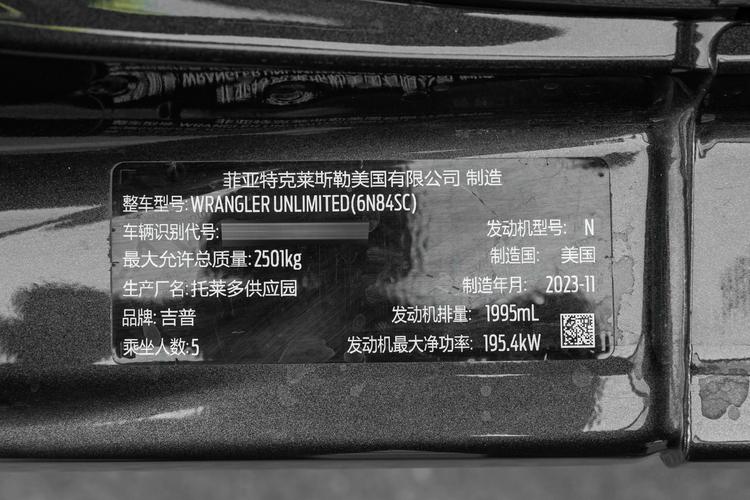 菲亚特克莱斯勒美国有限公司 制造
整车型号:WRANGLER UNLIMITED(6N84SC)
车辆识别代号:
发动机型号: N
最大允许总质量:2501kg
制造国: 美国
生产厂名:托莱多供应园
制造年月: 2023-11
品牌:吉普
发动机排量: 1995mL
乘坐人数:5
发动机最大净功率: 195.4kW